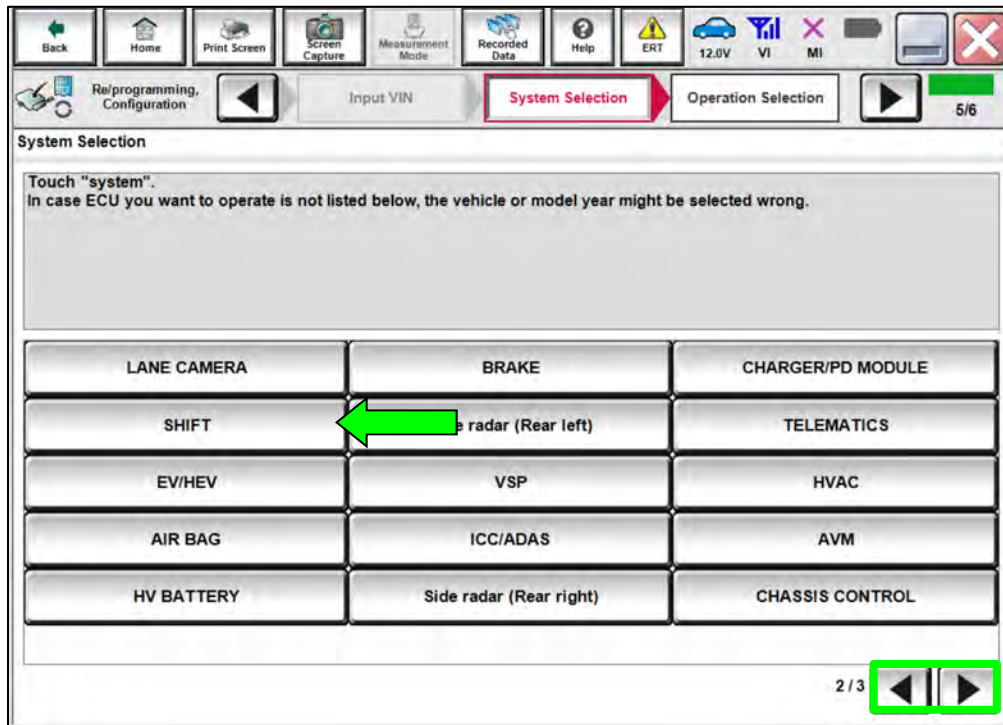 Back
Home
Print Screen
Screen
Capture
Measurement
Mode
Recorded
Data
Help
ERT
12.0V
VI
MI
Re/programming,
Configuration
Input VIN
System Selection
Operation Selection
5/6
System Selection
Touch "system".
In case ECU you want to operate is not listed below, the vehicle or model year might be selected wrong.
LANE CAMERA
BRAKE
CHARGER/PD MODULE
SHIFT
radar (Rear left)
TELEMATICS
EV/HEV
VSP
HVAC
AIR BAG
ICC/ADAS
AVM
HV BATTERY
Side radar (Rear right)
CHASSIS CONTROL
2 / 3